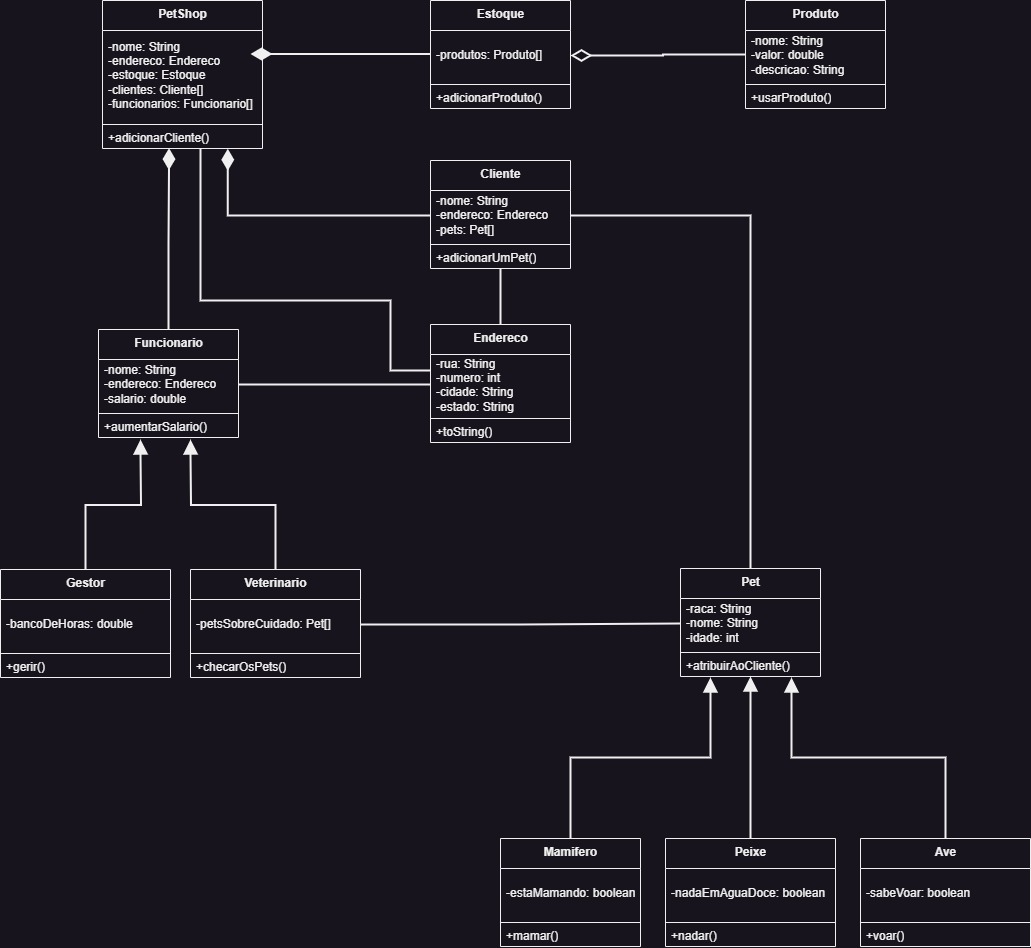 PetShop
-nome: String
-endereco: Endereco
-estoque: Estoque
-clientes: Cliente[]
-funcionarios: Funcionario[]
+adicionarCliente()
Estoque
-produtos: Produto[]
+adicionarProduto()
Produto
-nome: String
-valor: double
-descricao: String
+usarProduto()
Cliente
-nome: String
-endereco: Endereco
-pets: Pet[]
+adicionarUmPet()
Funcionario
-nome: String
-endereco: Endereco
-salario: double
+aumentarSalario()
Endereco
-rua: String
-numero: int
-cidade: String
-estado: String
+toString()
Gestor
-bancoDeHoras: double
+gerir()
Veterinario
-petsSobreCuidado: Pet[]
+checarOsPets()
Pet
-raca: String
-nome: String
-idade: int
+atribuirAoCliente()
Mamifero
-estaMamando: boolean
+mamar()
Peixe
-nadaEmAguaDoce: boolean
+nadar()
Ave
-sabeVoar: boolean
+voar()